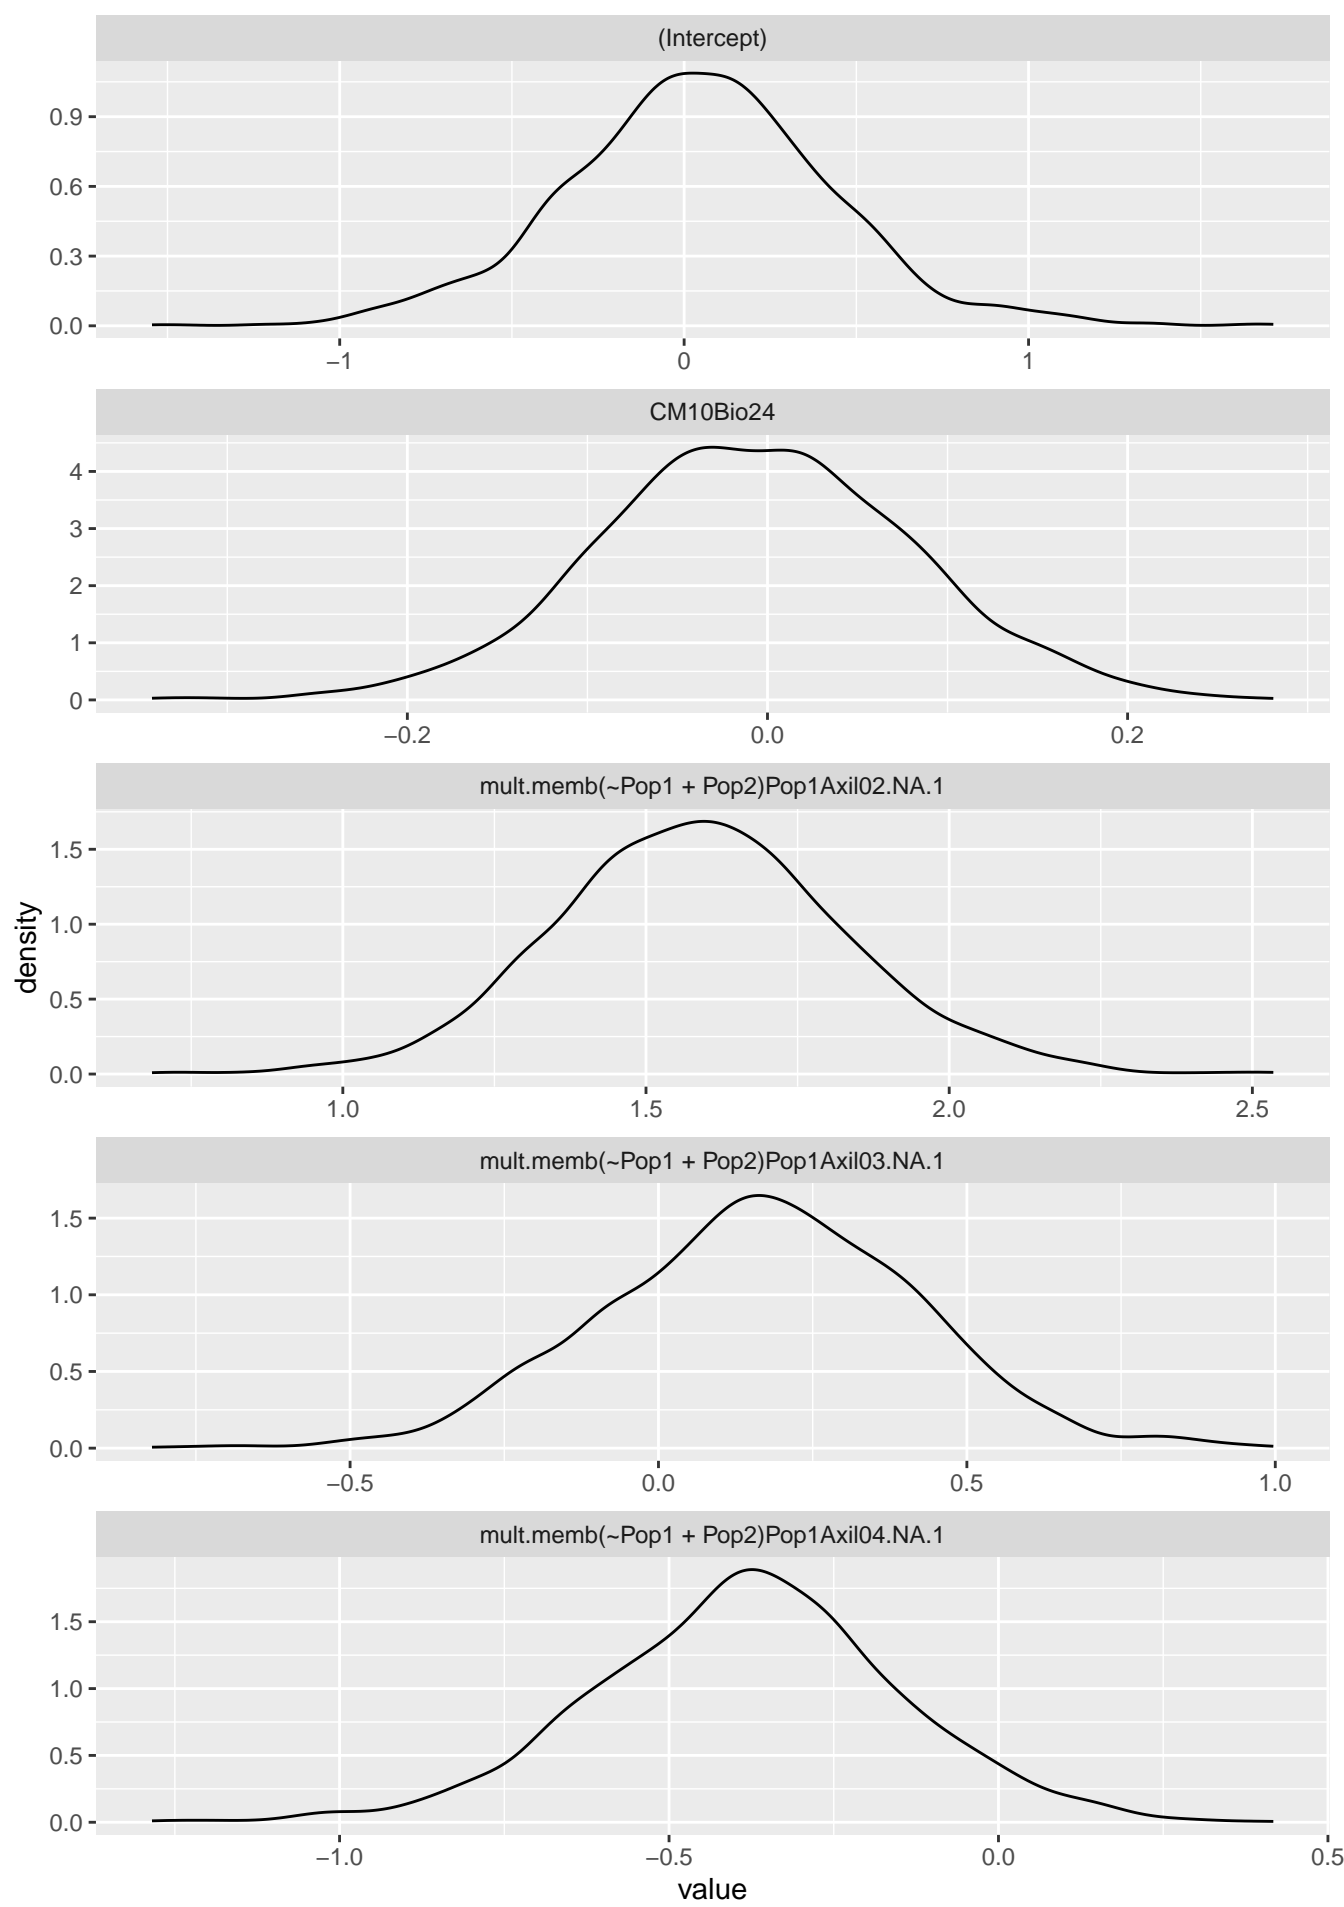 (Intercept)
0.9
0.6
0.3
0.0
−1 0 1
CM10Bio24
4
3
2
1
0
−0.2 0.0 0.2
mult.memb(~Pop1 + Pop2)Pop1Axil02.NA.1
1.5
1.0
0.5
0.0
1.0 1.5 2.0 2.5
density
mult.memb(~Pop1 + Pop2)Pop1Axil03.NA.1
1.5
1.0
0.5
0.0
−0.5 0.0 0.5 1.0
mult.memb(~Pop1 + Pop2)Pop1Axil04.NA.1
1.5
1.0
0.5
0.0
−1.0 −0.5 0.0 0.5
value